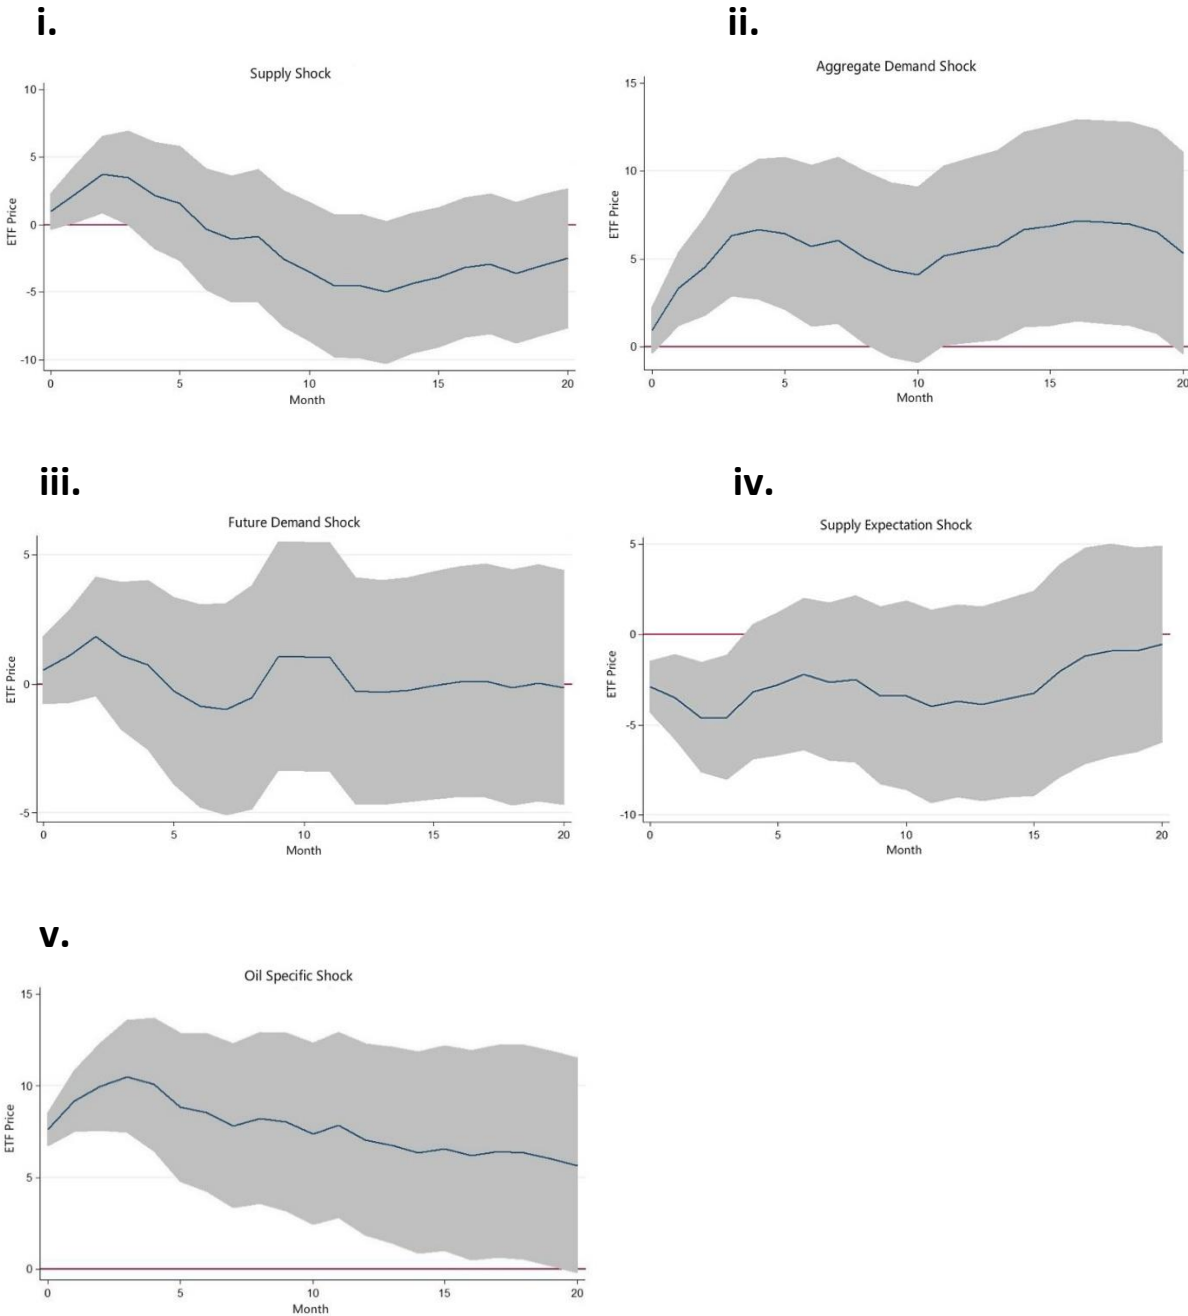 i.
Supply Shock
10
5
0
-5
-10
ETF Price
0 5 10 15 20
Month
ii.
Aggregate Demand Shock
15
10
5
0
ETF Price
0 5 10 15 20
Month
iii.
Future Demand Shock
5
0
-5
ETF Price
0 5 10 15 20
Month
iv.
Supply Expectation Shock
5
0
-5
-10
ETF Price
0 5 10 15 20
Month
v.
Oil Specific Shock
15
10
5
0
ETF Price
0 5 10 15 20
Month